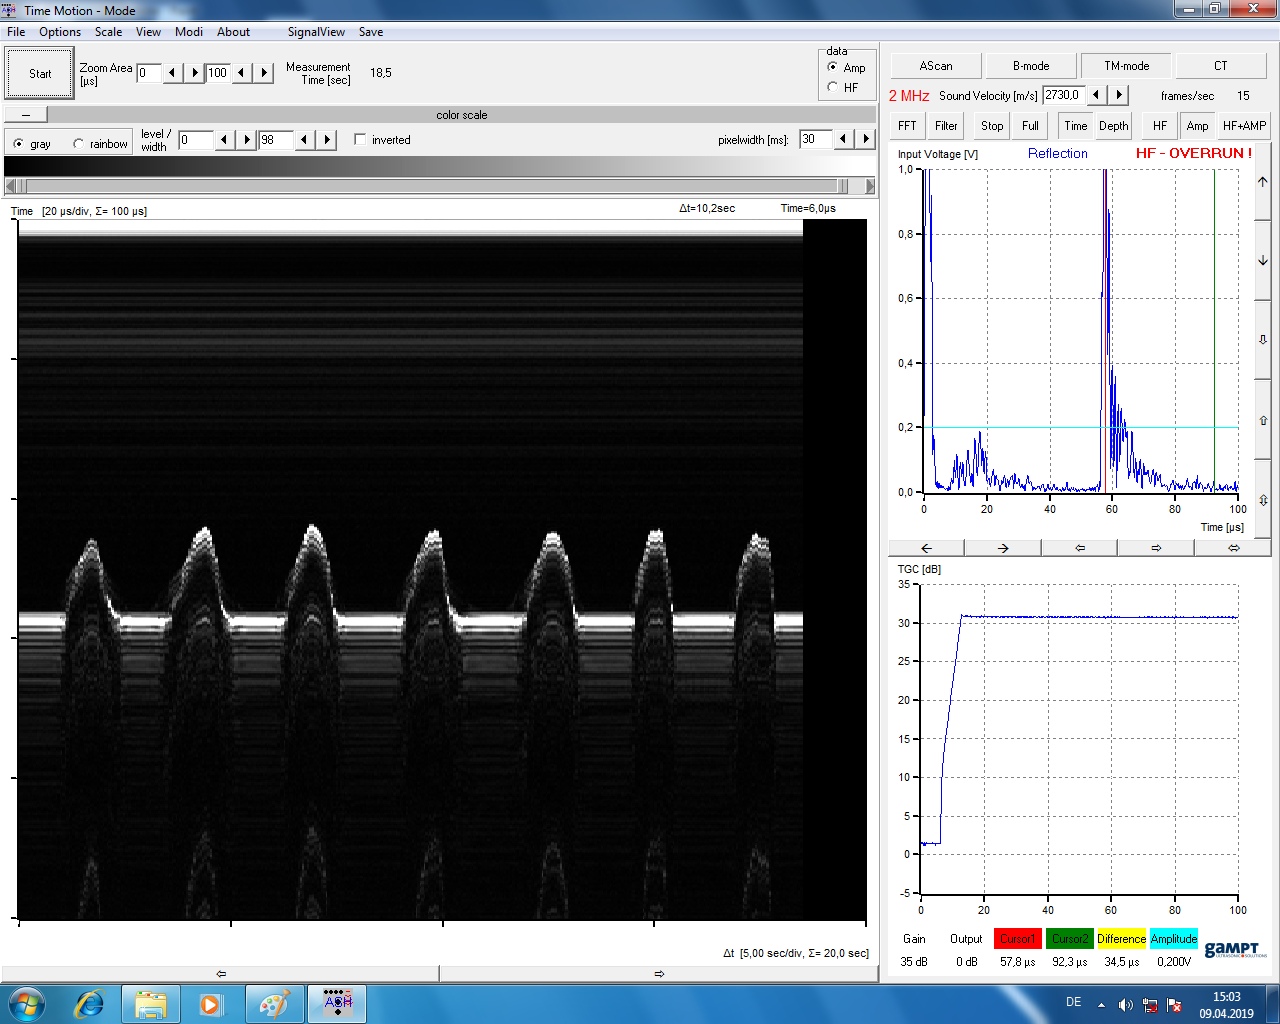 Time Motion - Mode
File Options Scale View Modi About SignalView Save
Start
Zoom Area [µs]
0
100
Measurement Time [sec]
18,5
data
Amp
HF
color scale
gray
rainbow
level / width
0
98
inverted
pixelwidth [ms]:
30
Time [20 µs/div, Σ= 100 µs]
Δt=10,2sec
Time=6,0µs
Δt [5,00 sec/div, Σ= 20,0 sec]
AScan B-mode TM-mode CT
2 MHz Sound Velocity [m/s] 2730,0 frames/sec 15
FFT Filter Stop Full Time Depth HF Amp HF+AMP
Input Voltage [V] Reflection HF - OVERRUN !
1,0
0,8
0,6
0,4
0,2
0,0
0 20 40 60 80 100
Time [µs]
TGC [dB]
35
30
25
20
15
10
5
0
-5
0 20 40 60 80 100
Gain Output Cursor1 Cursor2 Difference Amplitude
35 dB 0 dB 57,8 µs 92,3 µs 34,5 µs 0,200V
GAMPT
ULTRASONIC SOLUTIONS
DE
15:03
09.04.2019